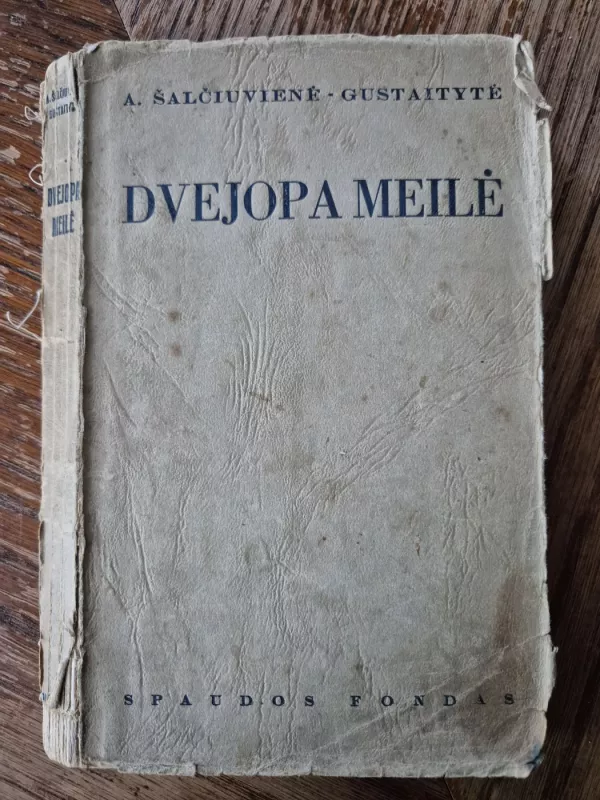 A. ŠALČIUVIENĖ - GUSTAITYTĖ
DVEJOPA MEILĖ
SPAUDOS FONDAS
DVEJOPA
MEILĖ